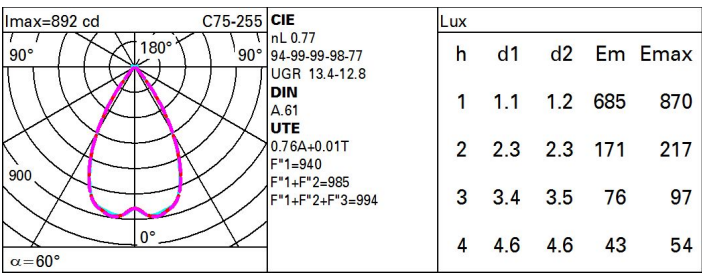 Imax=892 cd C75-255
90° 180° 90°
900
0°
α=60°
CIE
nL 0.77
94-99-99-98-77
UGR 13.4-12.8
DIN
A.61
UTE
0.76A+0.01T
F"1=940
F"1+F"2=985
F"1+F"2+F"3=994
Lux
h d1 d2 Em Emax
1 1.1 1.2 685 870
2 2.3 2.3 171 217
3 3.4 3.5 76 97
4 4.6 4.6 43 54